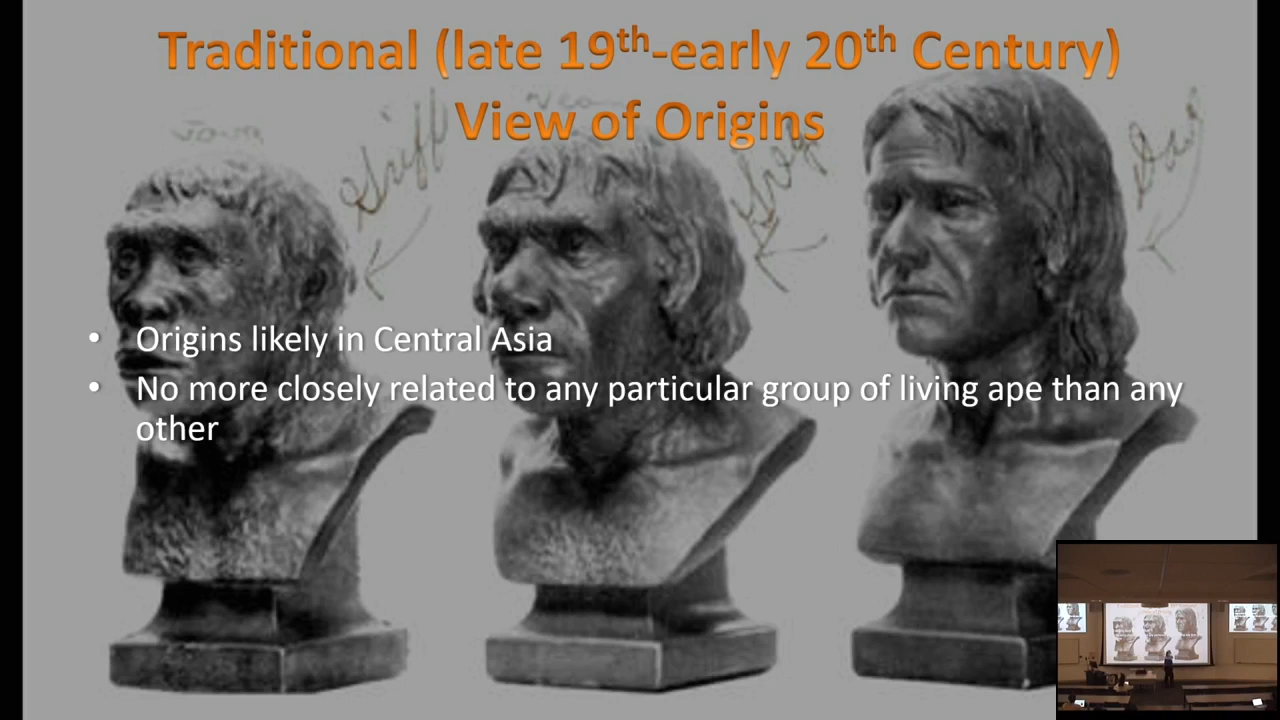 Traditional (late 19th-early 20th Century)
View of Origins
• Origins likely in Central Asia
• No more closely related to any particular group of living ape than any
other